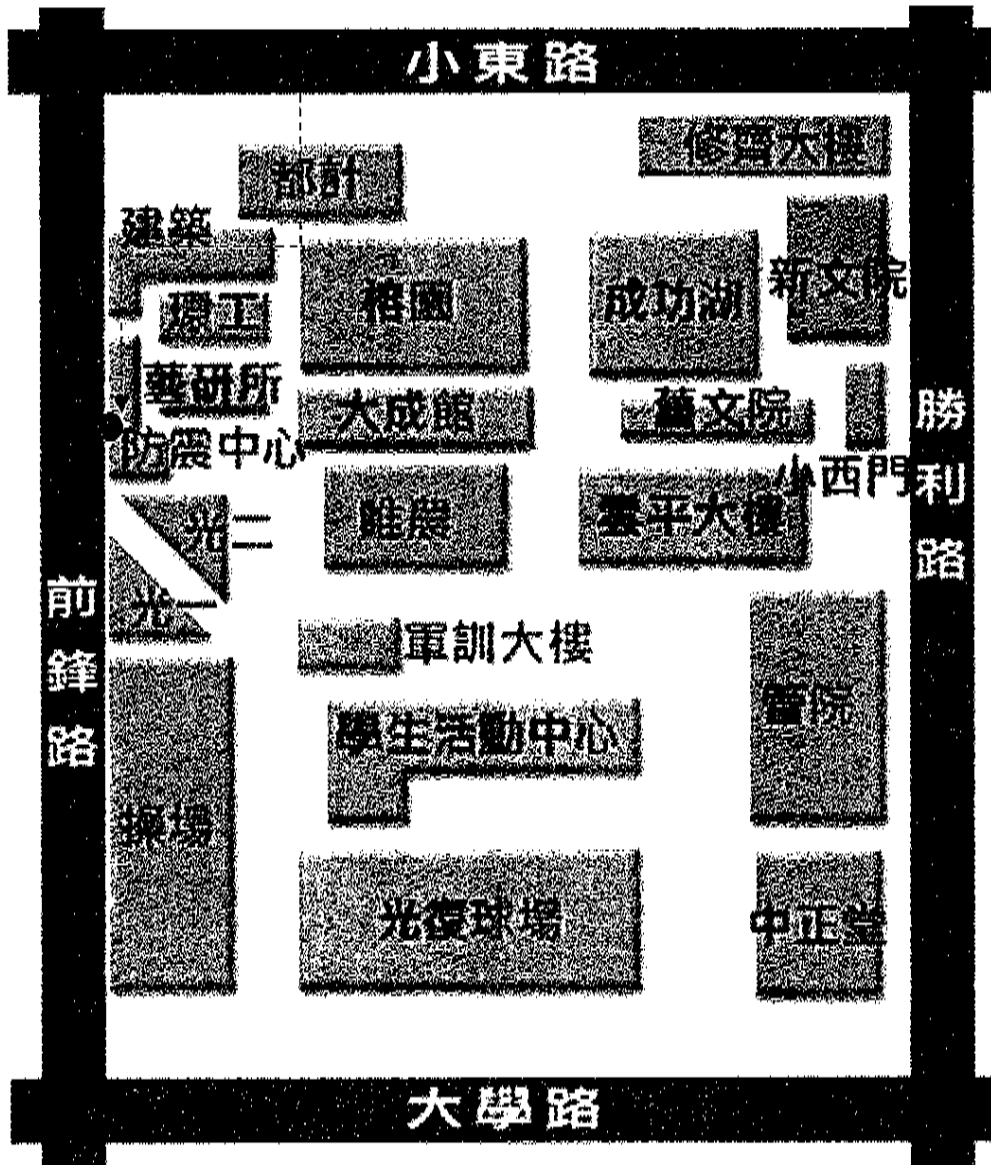 小東路
修齊大樓
都計
建築
新文院
環工
榕園
成功湖
藝研所
大成館
舊文院
勝利路
防震中心
小西門
光二
唯農
雲平大樓
前鋒路
光一
軍訓大樓
管院
學生活動中心
操場
光復球場
中正堂
大學路